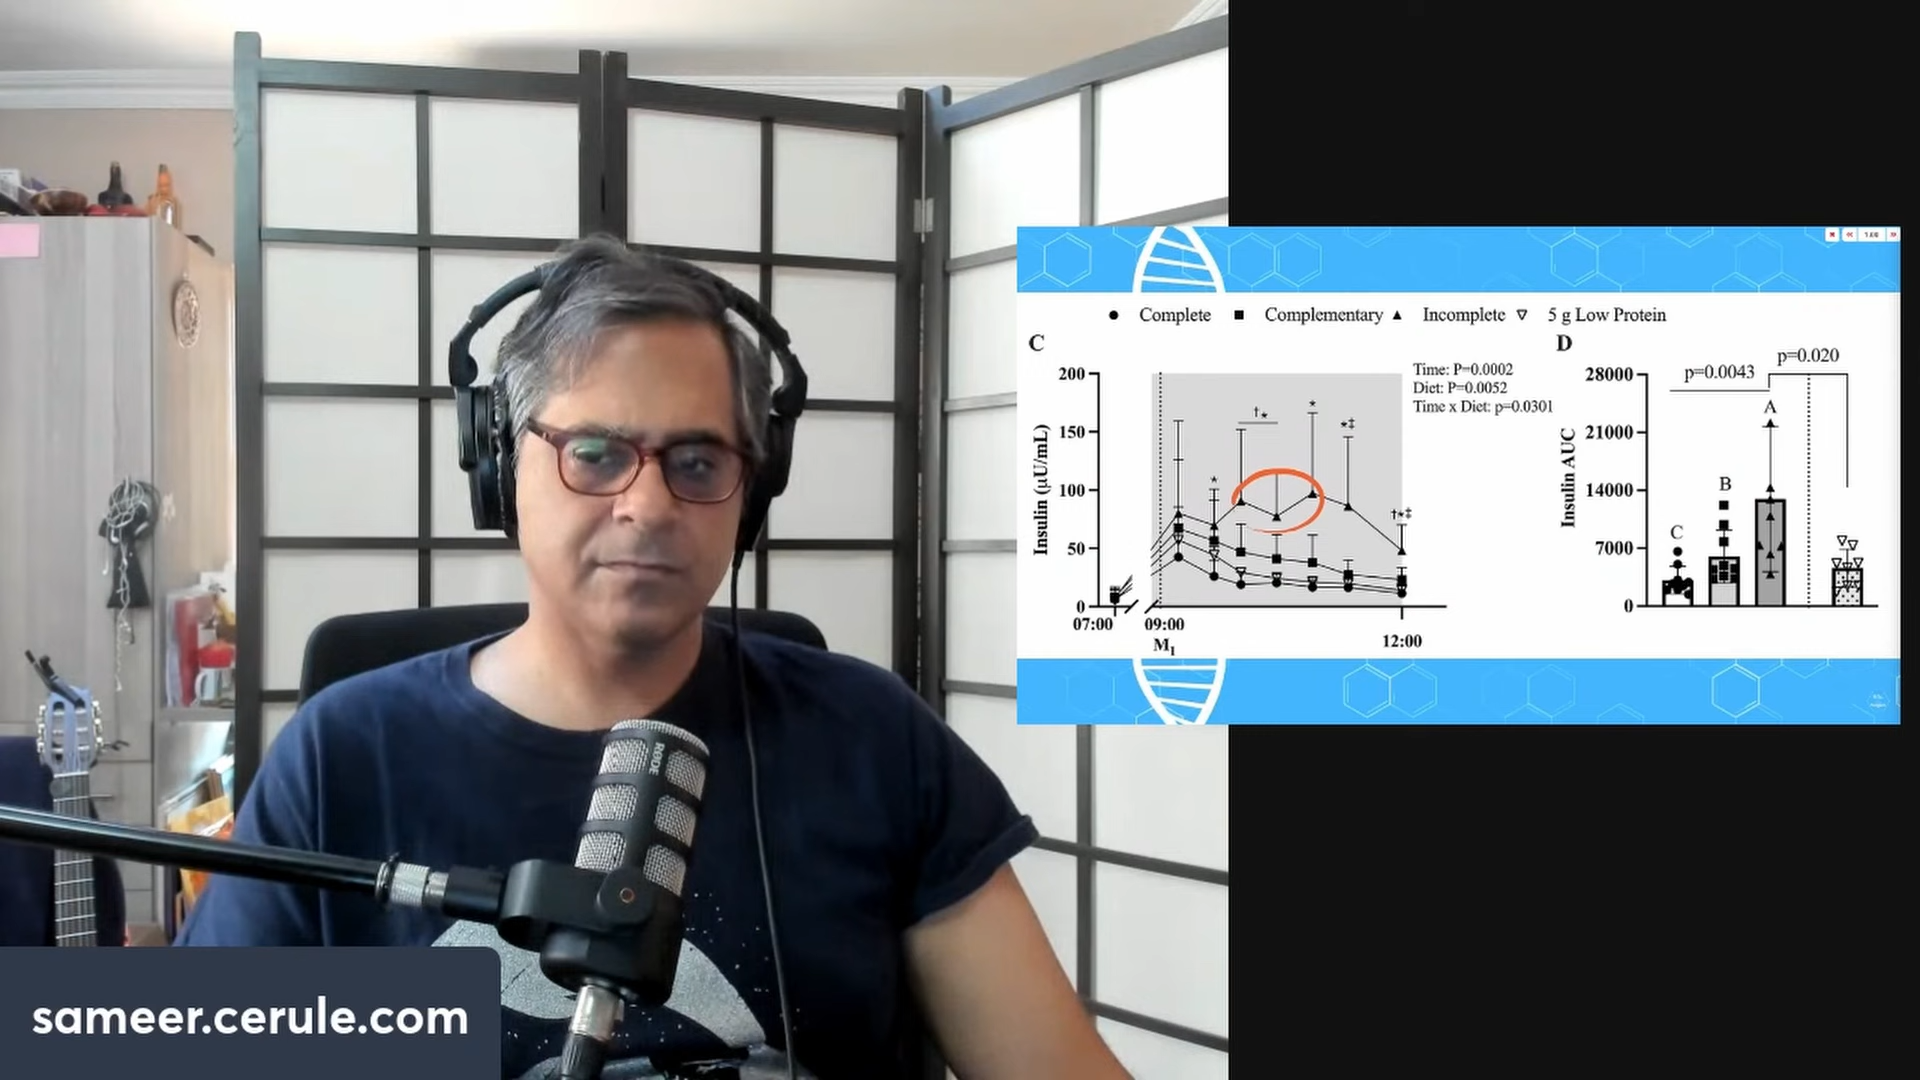 Complete Complementary Incomplete 5 g Low Protein
C
200
150
100
50
0
Insulin (μU/mL)
07:00
09:00
M1
12:00
†⋆
⋆
⋆
⋆‡
†⋆‡
Time: P=0.0002
Diet: P=0.0052
Time x Diet: p=0.0301
D
28000
21000
14000
7000
0
Insulin AUC
p=0.0043
p=0.020
C
B
A
RØDE
sameer.cerule.com